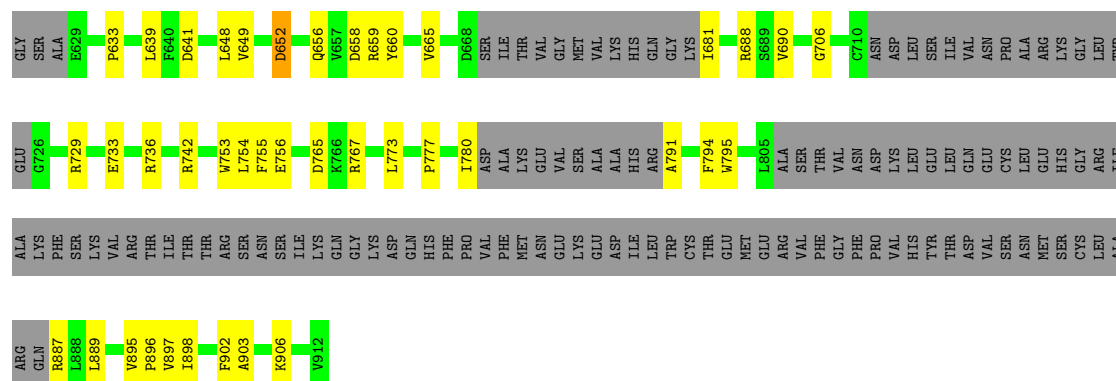 GLY SER ALA E629 P633 L639 F640 D641 L648 V649 D652 Q656 V657 D658 R659 Y660 V665 D668 SER ILE THR VAL GLY MET VAL LYS HIS GLN GLY LYS I681 R688 S689 V690 G706 C710 ASN ASP LEU SER ILE VAL ASN PRO ALA ARG LYS GLY LEU THR
GLU G726 R729 E733 R736 R742 W753 L754 F755 E756 D765 K766 R767 L773 P777 I780 ASP ALA LYS GLU VAL SER ALA ALA HIS ARG A791 F794 W795 L805 ALA SER THR VAL ASN ASP LYS LEU GLU LEU GLN GLU CYS LEU GLU HIS GLY ARG ILE
ALA LYS PHE SER LYS VAL ARG THR ILE THR THR ARG SER ASN SER ILE LYS GLN GLY LYS ASP GLN HIS PHE PRO VAL PHE MET ASN GLU LYS GLU ASP ILE LEU TRP CYS THR GLU MET GLU ARG VAL PHE GLY PHE PRO VAL HIS TYR THR ASP VAL SER ASN MET SER CYS LEU ALA
ARG GLN R887 L888 L889 V895 P896 V897 I898 F902 A903 K906 V912